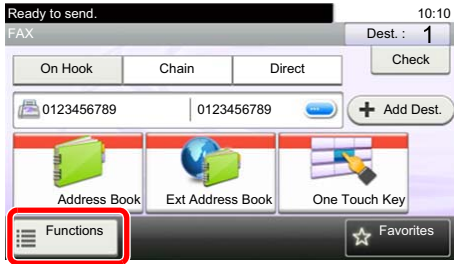 Ready to send.
10:10
FAX
Dest. : 1
On Hook
Chain
Direct
Check
0123456789
0123456789
Add Dest.
Address Book
Ext Address Book
One Touch Key
Functions
Favorites